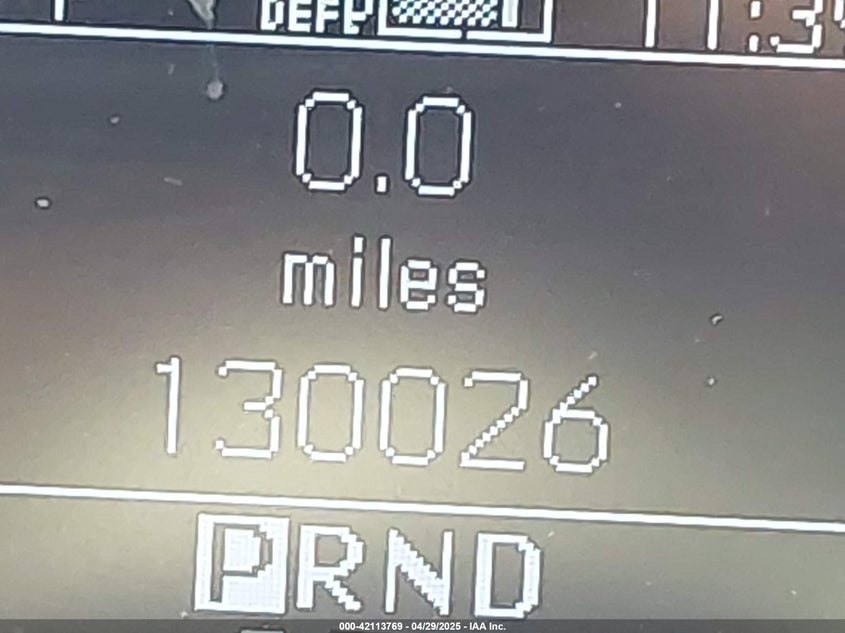 DEF
0.0
miles
130026
PRND
000-42113769 - 04/29/2025 - IAA Inc.